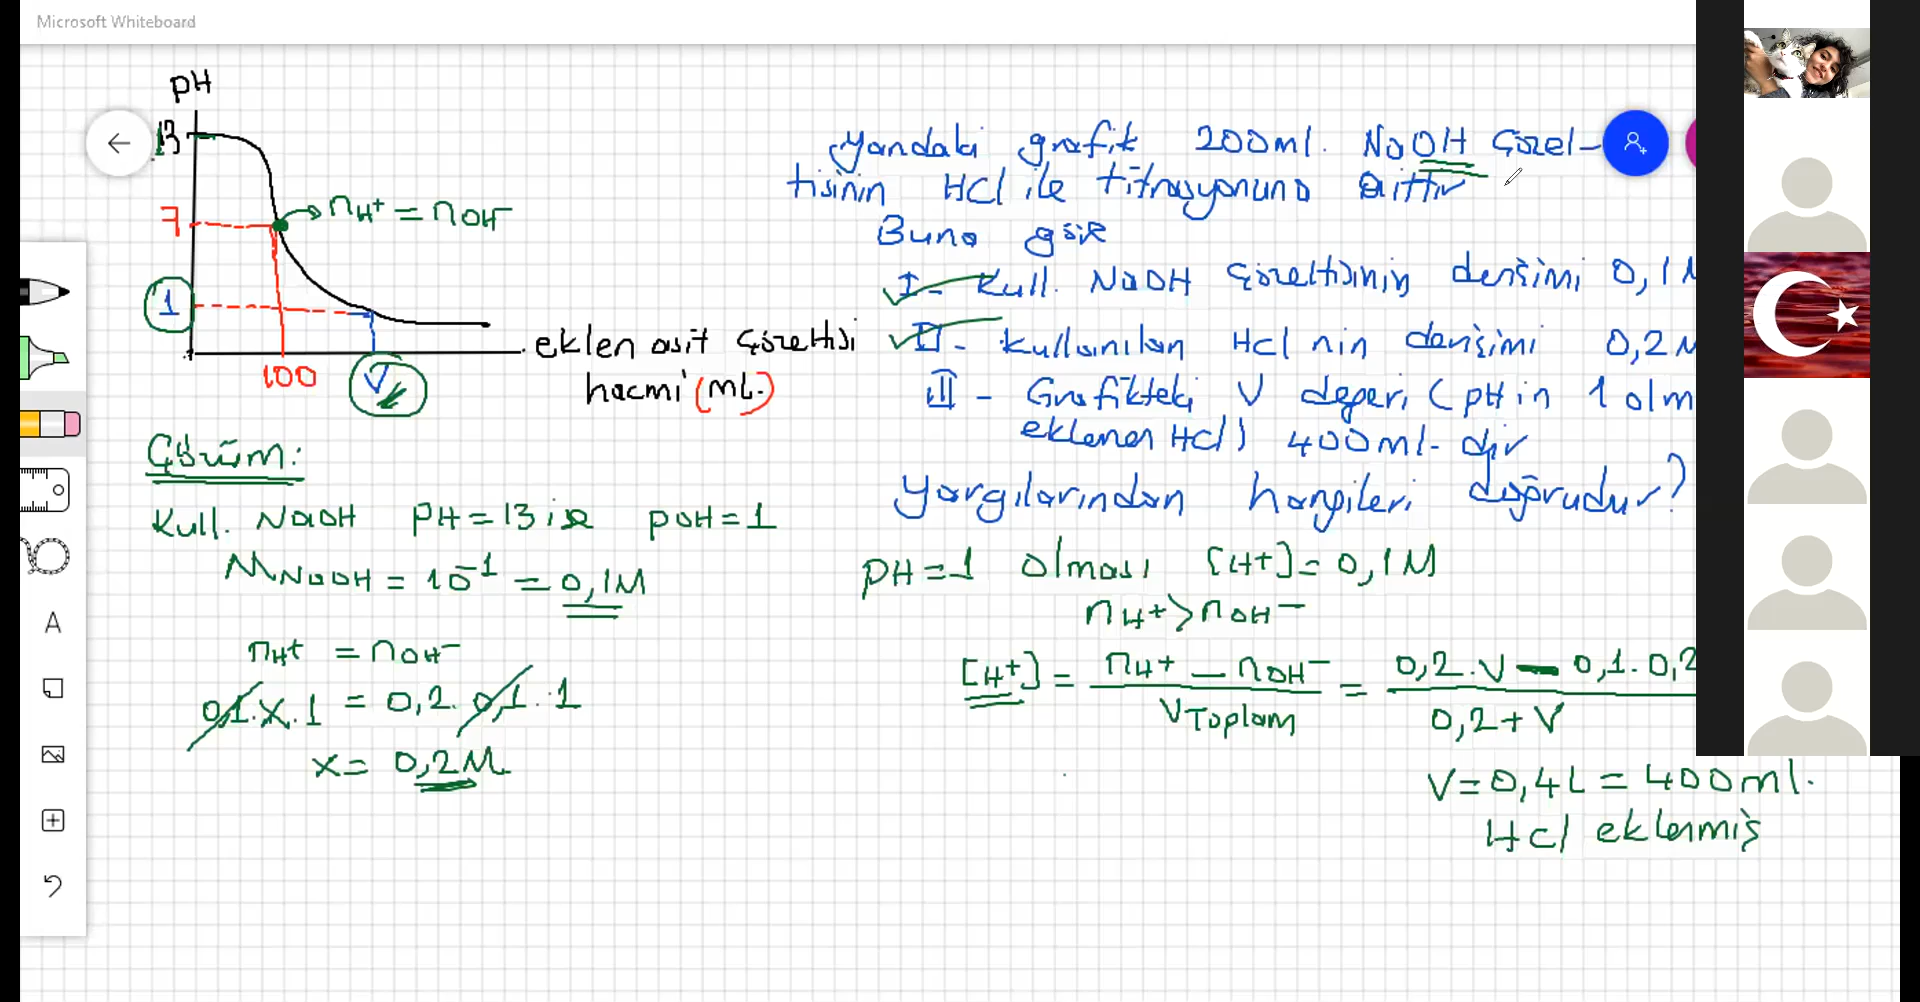 Microsoft Whiteboard
pH
13
7
1
nH⁺ = nOH⁻
100
V
eklen asit çözeltisi
hacmi (mL.)
Yandaki grafik 200ml. NaOH çözel-
tisinin HCl ile titrasyonuna aittir
Buna göre
I- Kull. NaOH çözeltisinin derişimi 0,1M
II- Kullanılan HCl nin derişimi 0,2M
III- Grafikteki V değeri (pH in 1 olm
eklenen HCl) 400ml-dir
Yargılarından hangileri doğrudur?
Çözüm:
Kull. NaOH pH=13 ise pOH=1
MNaOH = 10⁻¹ = 0,1M
nH⁺ = nOH⁻
0,1.x.1 = 0,2.0,1.1
x = 0,2M
pH=1 olması [H⁺]=0,1M
nH⁺>nOH⁻
[H⁺] = nH⁺ - nOH⁻ / VToplam = 0,2.V - 0,1.0,2 / 0,2+V
V=0,4L = 400ml.
HCl eklenmiş
A